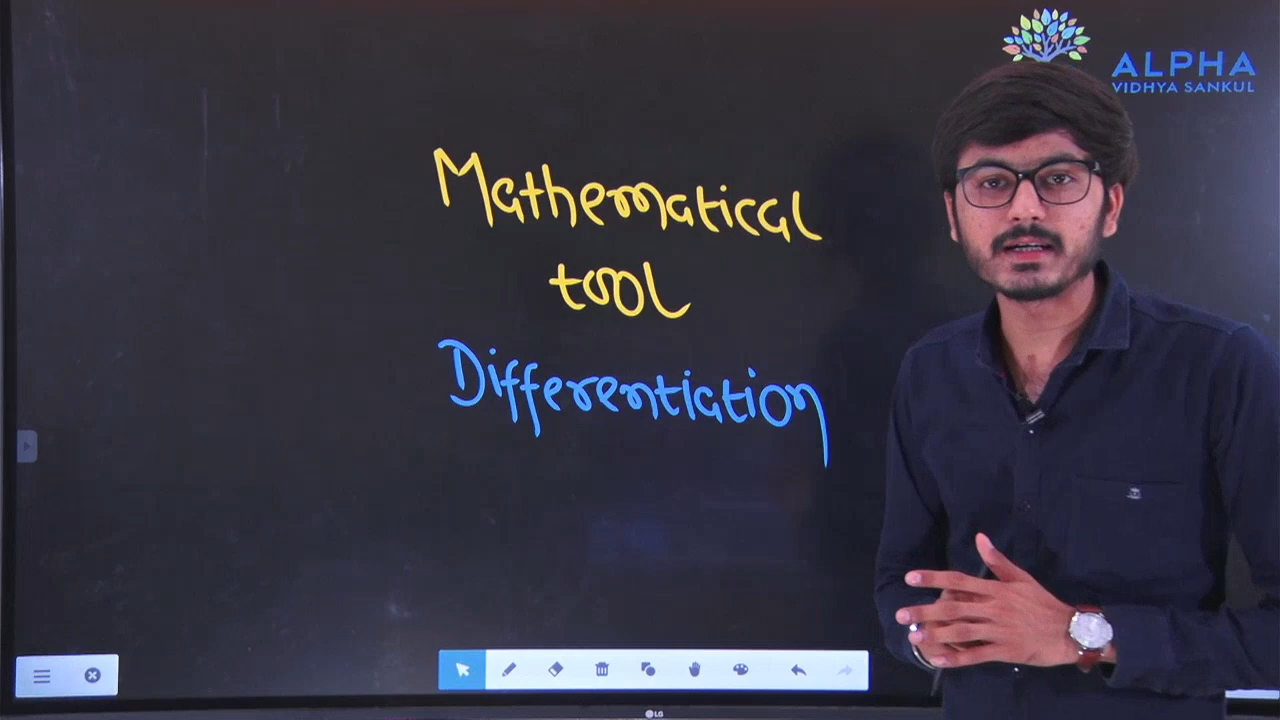 ALPHA
VIDHYA SANKUL
Mathematical
tool
Differentiation
LG